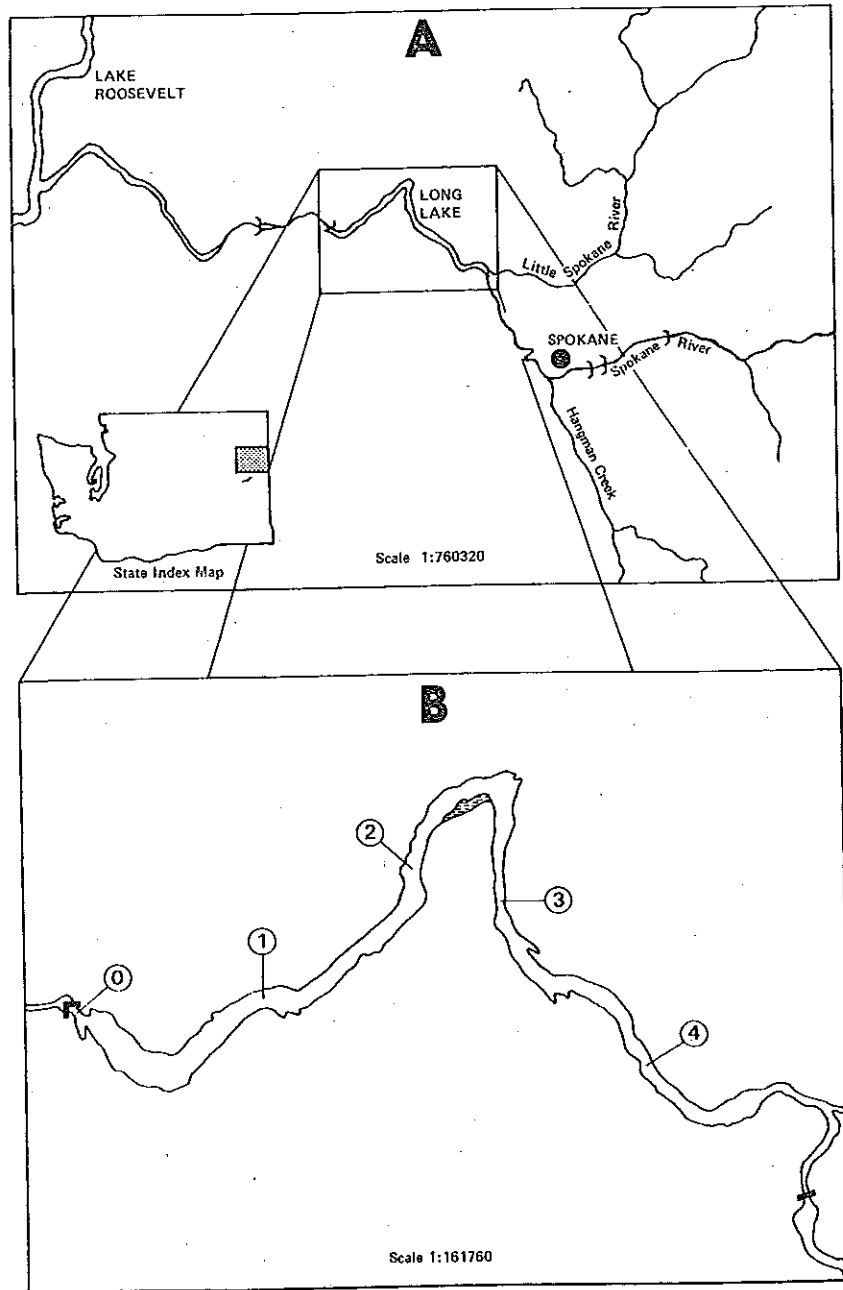 A
LAKE
ROOSEVELT
LONG
LAKE
Little Spokane River
SPOKANE
Spokane River
Hangman Creek
State Index Map
Scale 1:760320
B
2
3
1
0
4
Scale 1:161760